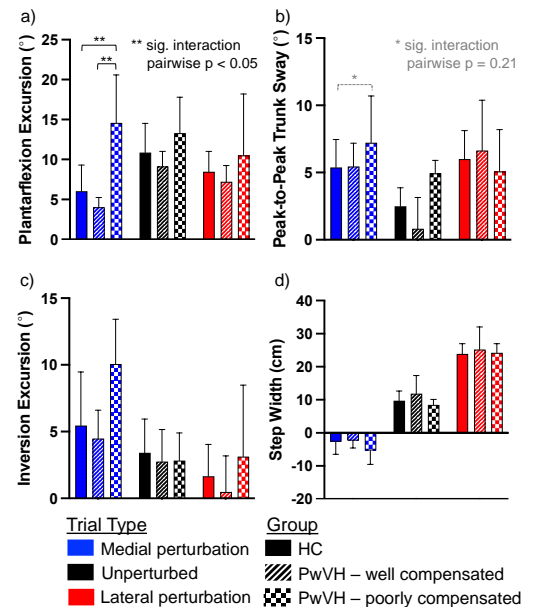 a)
** sig. interaction
pairwise p < 0.05
**
**
Plantarflexion Excursion (°)
25
20
15
10
5
0
b)
* sig. interaction
pairwise p = 0.21
*
Peak-to-Peak Trunk Sway (°)
15
10
5
0
c)
Inversion Excursion (°)
15
10
5
0
d)
Step Width (cm)
40
30
20
10
0
-10
-20
Trial Type
Medial perturbation
Unperturbed
Lateral perturbation
Group
HC
PwVH – well compensated
PwVH – poorly compensated